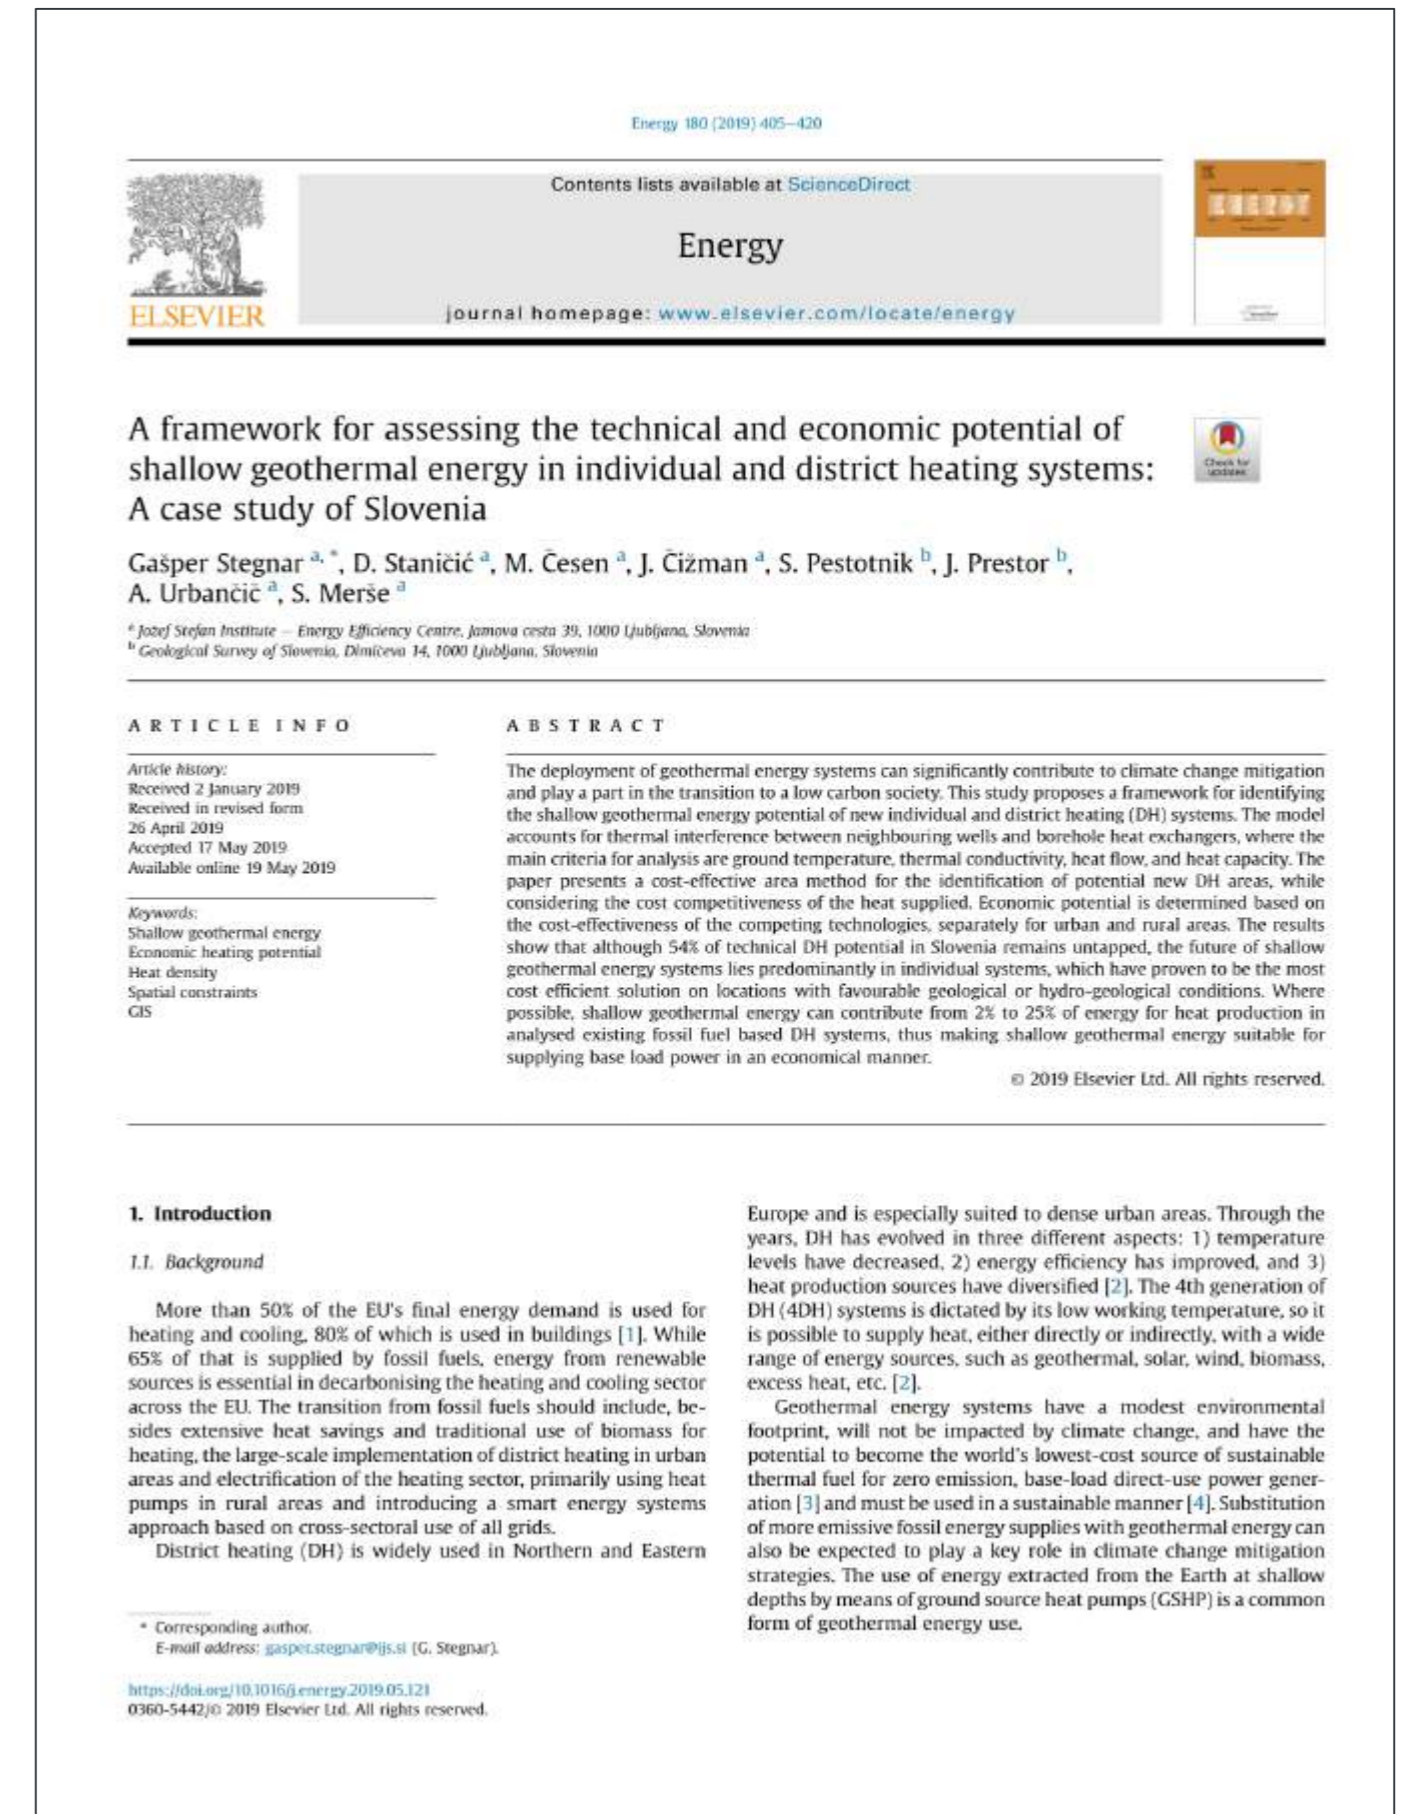 Energy 180 (2019) 405–420
Contents lists available at ScienceDirect
Energy
journal homepage: www.elsevier.com/locate/energy
ELSEVIER
ENERGY
A framework for assessing the technical and economic potential of
shallow geothermal energy in individual and district heating systems:
A case study of Slovenia
Check for
updates
Gašper Stegnar a, *, D. Staničić a, M. Česen a, J. Čižman a, S. Pestotnik b, J. Prestor b,
A. Urbančič a, S. Merše a
a Jožef Stefan Institute – Energy Efficiency Centre, Jamova cesta 39, 1000 Ljubljana, Slovenia
b Geological Survey of Slovenia, Dimičeva 14, 1000 Ljubljana, Slovenia
ARTICLE INFO
Article history:
Received 2 January 2019
Received in revised form
26 April 2019
Accepted 17 May 2019
Available online 19 May 2019
Keywords:
Shallow geothermal energy
Economic heating potential
Heat density
Spatial constraints
GIS
ABSTRACT
The deployment of geothermal energy systems can significantly contribute to climate change mitigation
and play a part in the transition to a low carbon society. This study proposes a framework for identifying
the shallow geothermal energy potential of new individual and district heating (DH) systems. The model
accounts for thermal interference between neighbouring wells and borehole heat exchangers, where the
main criteria for analysis are ground temperature, thermal conductivity, heat flow, and heat capacity. The
paper presents a cost-effective area method for the identification of potential new DH areas, while
considering the cost competitiveness of the heat supplied. Economic potential is determined based on
the cost-effectiveness of the competing technologies, separately for urban and rural areas. The results
show that although 54% of technical DH potential in Slovenia remains untapped, the future of shallow
geothermal energy systems lies predominantly in individual systems, which have proven to be the most
cost efficient solution on locations with favourable geological or hydro-geological conditions. Where
possible, shallow geothermal energy can contribute from 2% to 25% of energy for heat production in
analysed existing fossil fuel based DH systems, thus making shallow geothermal energy suitable for
supplying base load power in an economical manner.
© 2019 Elsevier Ltd. All rights reserved.
1. Introduction
1.1. Background
More than 50% of the EU's final energy demand is used for
heating and cooling, 80% of which is used in buildings [1]. While
65% of that is supplied by fossil fuels, energy from renewable
sources is essential in decarbonising the heating and cooling sector
across the EU. The transition from fossil fuels should include, be-
sides extensive heat savings and traditional use of biomass for
heating, the large-scale implementation of district heating in urban
areas and electrification of the heating sector, primarily using heat
pumps in rural areas and introducing a smart energy systems
approach based on cross-sectoral use of all grids.
District heating (DH) is widely used in Northern and Eastern
Europe and is especially suited to dense urban areas. Through the
years, DH has evolved in three different aspects: 1) temperature
levels have decreased, 2) energy efficiency has improved, and 3)
heat production sources have diversified [2]. The 4th generation of
DH (4DH) systems is dictated by its low working temperature, so it
is possible to supply heat, either directly or indirectly, with a wide
range of energy sources, such as geothermal, solar, wind, biomass,
excess heat, etc. [2].
Geothermal energy systems have a modest environmental
footprint, will not be impacted by climate change, and have the
potential to become the world's lowest-cost source of sustainable
thermal fuel for zero emission, base-load direct-use power gener-
ation [3] and must be used in a sustainable manner [4]. Substitution
of more emissive fossil energy supplies with geothermal energy can
also be expected to play a key role in climate change mitigation
strategies. The use of energy extracted from the Earth at shallow
depths by means of ground source heat pumps (GSHP) is a common
form of geothermal energy use.
* Corresponding author.
E-mail address: gasper.stegnar@ijs.si (G. Stegnar).
https://doi.org/10.1016/j.energy.2019.05.121
0360-5442/© 2019 Elsevier Ltd. All rights reserved.